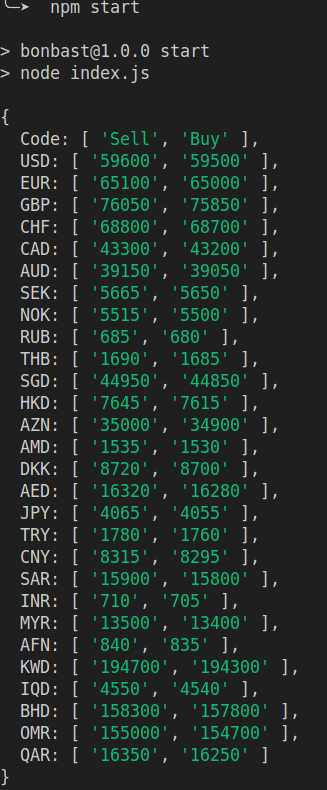 npm start
> bonbast@1.0.0 start
> node index.js
{
Code: [ 'Sell', 'Buy' ],
USD: [ '59600', '59500' ],
EUR: [ '65100', '65000' ],
GBP: [ '76050', '75850' ],
CHF: [ '68800', '68700' ],
CAD: [ '43300', '43200' ],
AUD: [ '39150', '39050' ],
SEK: [ '5665', '5650' ],
NOK: [ '5515', '5500' ],
RUB: [ '685', '680' ],
THB: [ '1690', '1685' ],
SGD: [ '44950', '44850' ],
HKD: [ '7645', '7615' ],
AZN: [ '35000', '34900' ],
AMD: [ '1535', '1530' ],
DKK: [ '8720', '8700' ],
AED: [ '16320', '16280' ],
JPY: [ '4065', '4055' ],
TRY: [ '1780', '1760' ],
CNY: [ '8315', '8295' ],
SAR: [ '15900', '15800' ],
INR: [ '710', '705' ],
MYR: [ '13500', '13400' ],
AFN: [ '840', '835' ],
KWD: [ '194700', '194300' ],
IQD: [ '4550', '4540' ],
BHD: [ '158300', '157800' ],
OMR: [ '155000', '154700' ],
QAR: [ '16350', '16250' ]
}